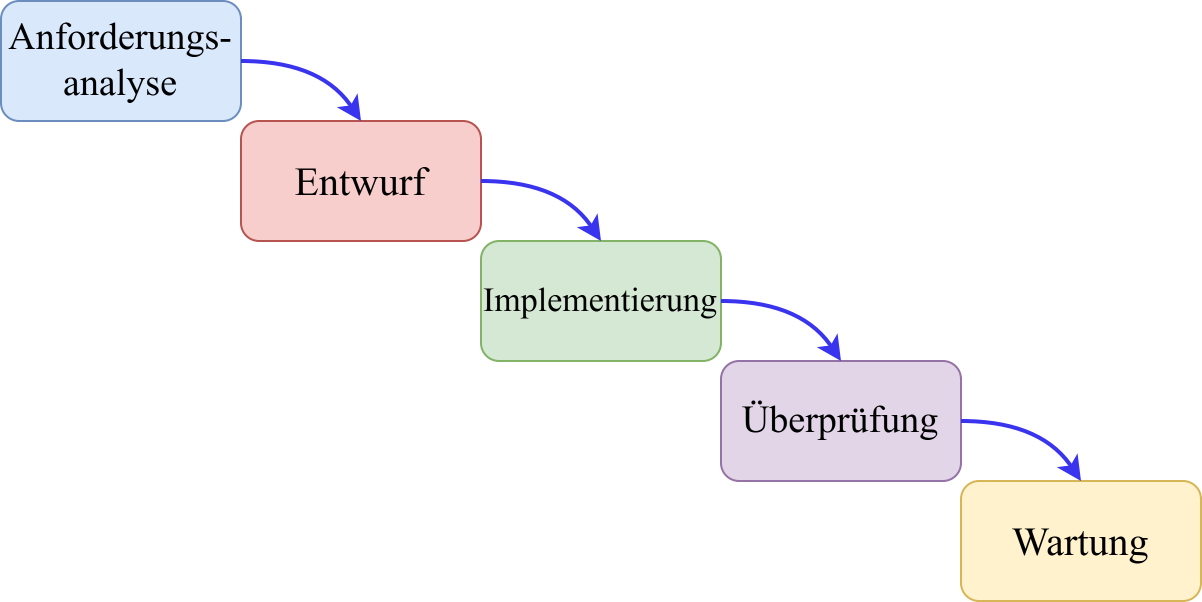 Anforderungs-
analyse
Entwurf
Implementierung
Überprüfung
Wartung